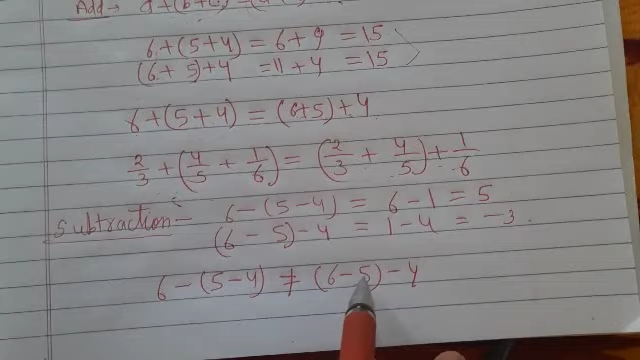 Add → a+(b+c) =
6+(5+4) = 6+9 = 15
(6+5)+4 = 11+4 = 15
6+(5+4) = (6+5)+4
2/3 + (4/5 + 1/6) = (2/3 + 4/5) + 1/6
Subtraction:- 6-(5-4) = 6-1 = 5
(6-5)-4 = 1-4 = -3
6-(5-4) ≠ (6-5)-4